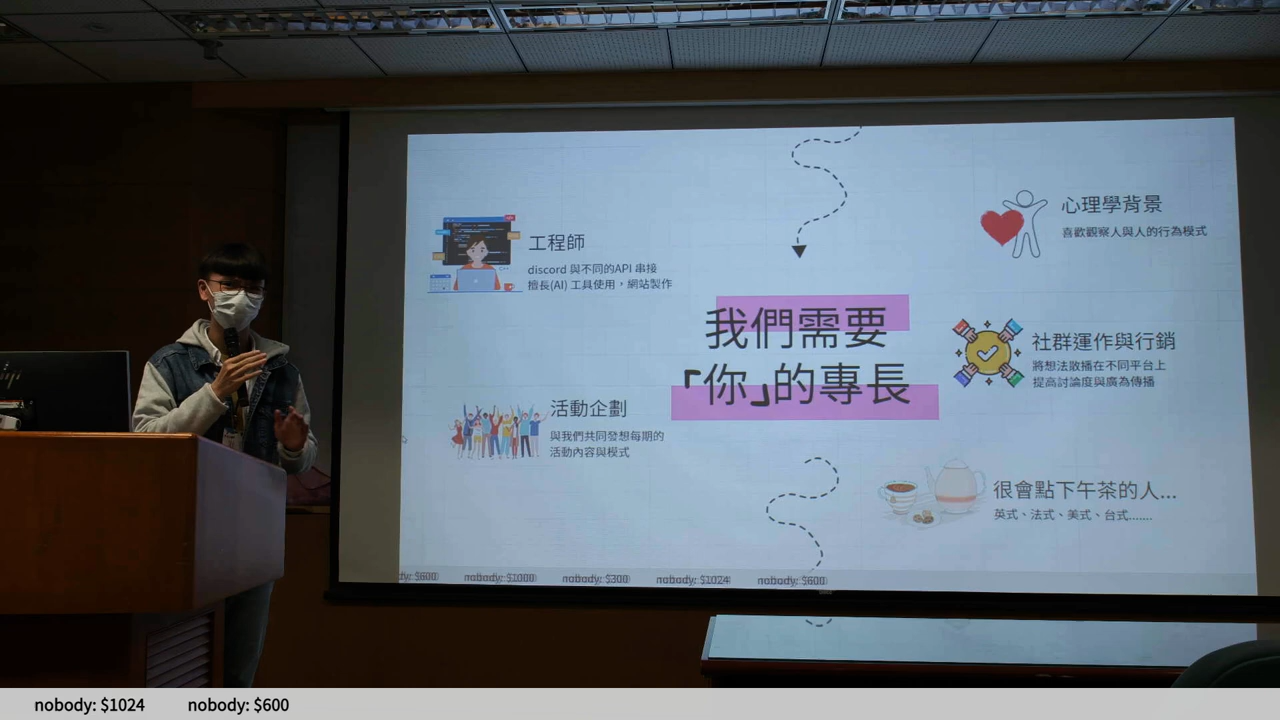 工程師
discord 與不同的API 串接
擅長(AI) 工具使用，網站製作
活動企劃
與我們共同發想每期的
活動內容與模式
我們需要
「你」的專長
心理學背景
喜歡觀察人與人的行為模式
社群運作與行銷
將想法散播在不同平台上
提高討論度與廣為傳播
很會點下午茶的人...
英式、法式、美式、台式.......
dy: $600 nobody: $1000 nobody: $300 nobody: $1024 nobody: $600
nobody: $1024 nobody: $600